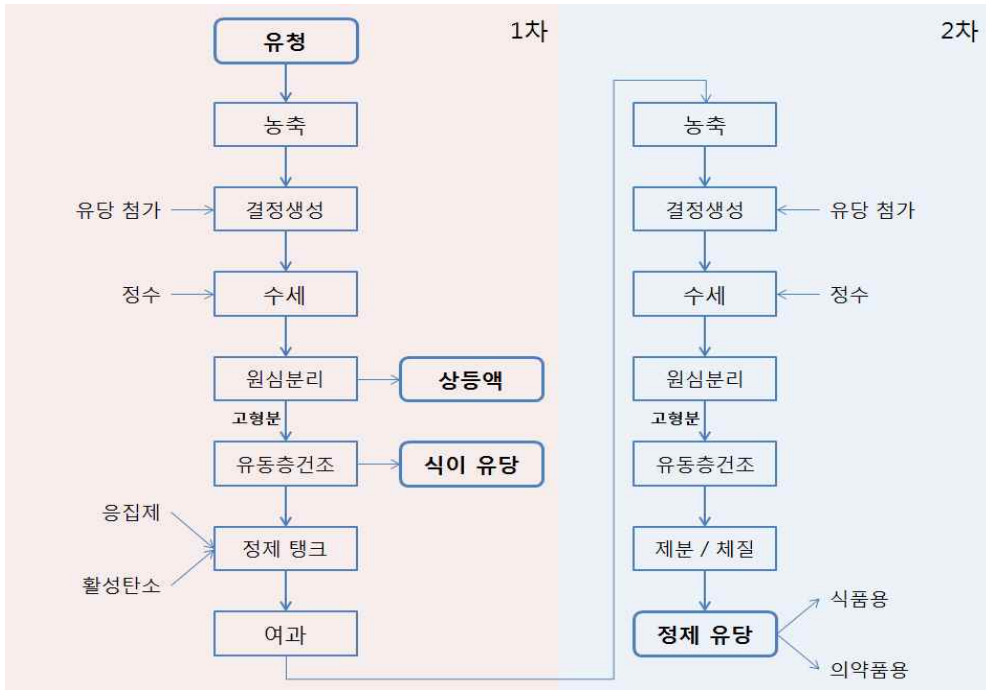 1차
유청
농축
유당 첨가
결정생성
정수
수세
원심분리
상등액
고형분
유동층건조
식이 유당
응집제
정제 탱크
활성탄소
여과
2차
농축
결정생성
유당 첨가
수세
정수
원심분리
고형분
유동층건조
제분 / 체질
정제 유당
식품용
의약품용